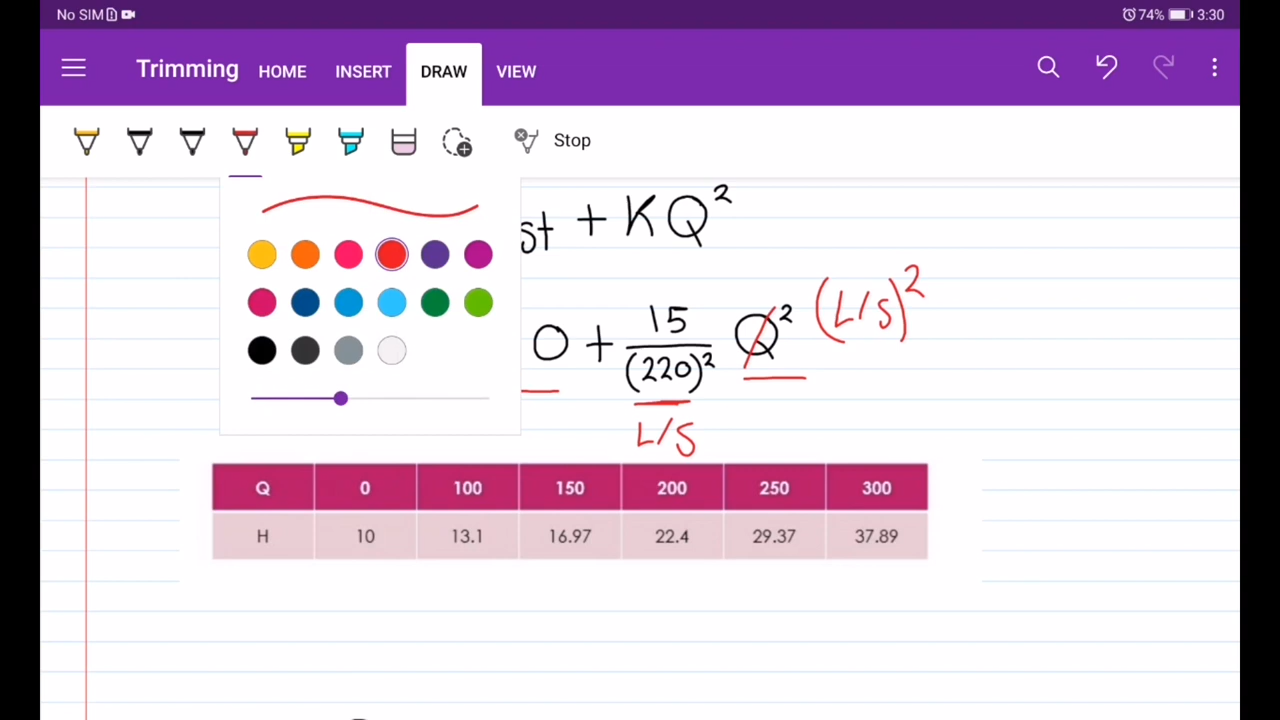 No SIM 74% 3:30
Trimming HOME INSERT DRAW VIEW
Stop
st + KQ²
0 + 15/(220)² Q² (L/S)²
L/S
Q 0 100 150 200 250 300
H 10 13.1 16.97 22.4 29.37 37.89